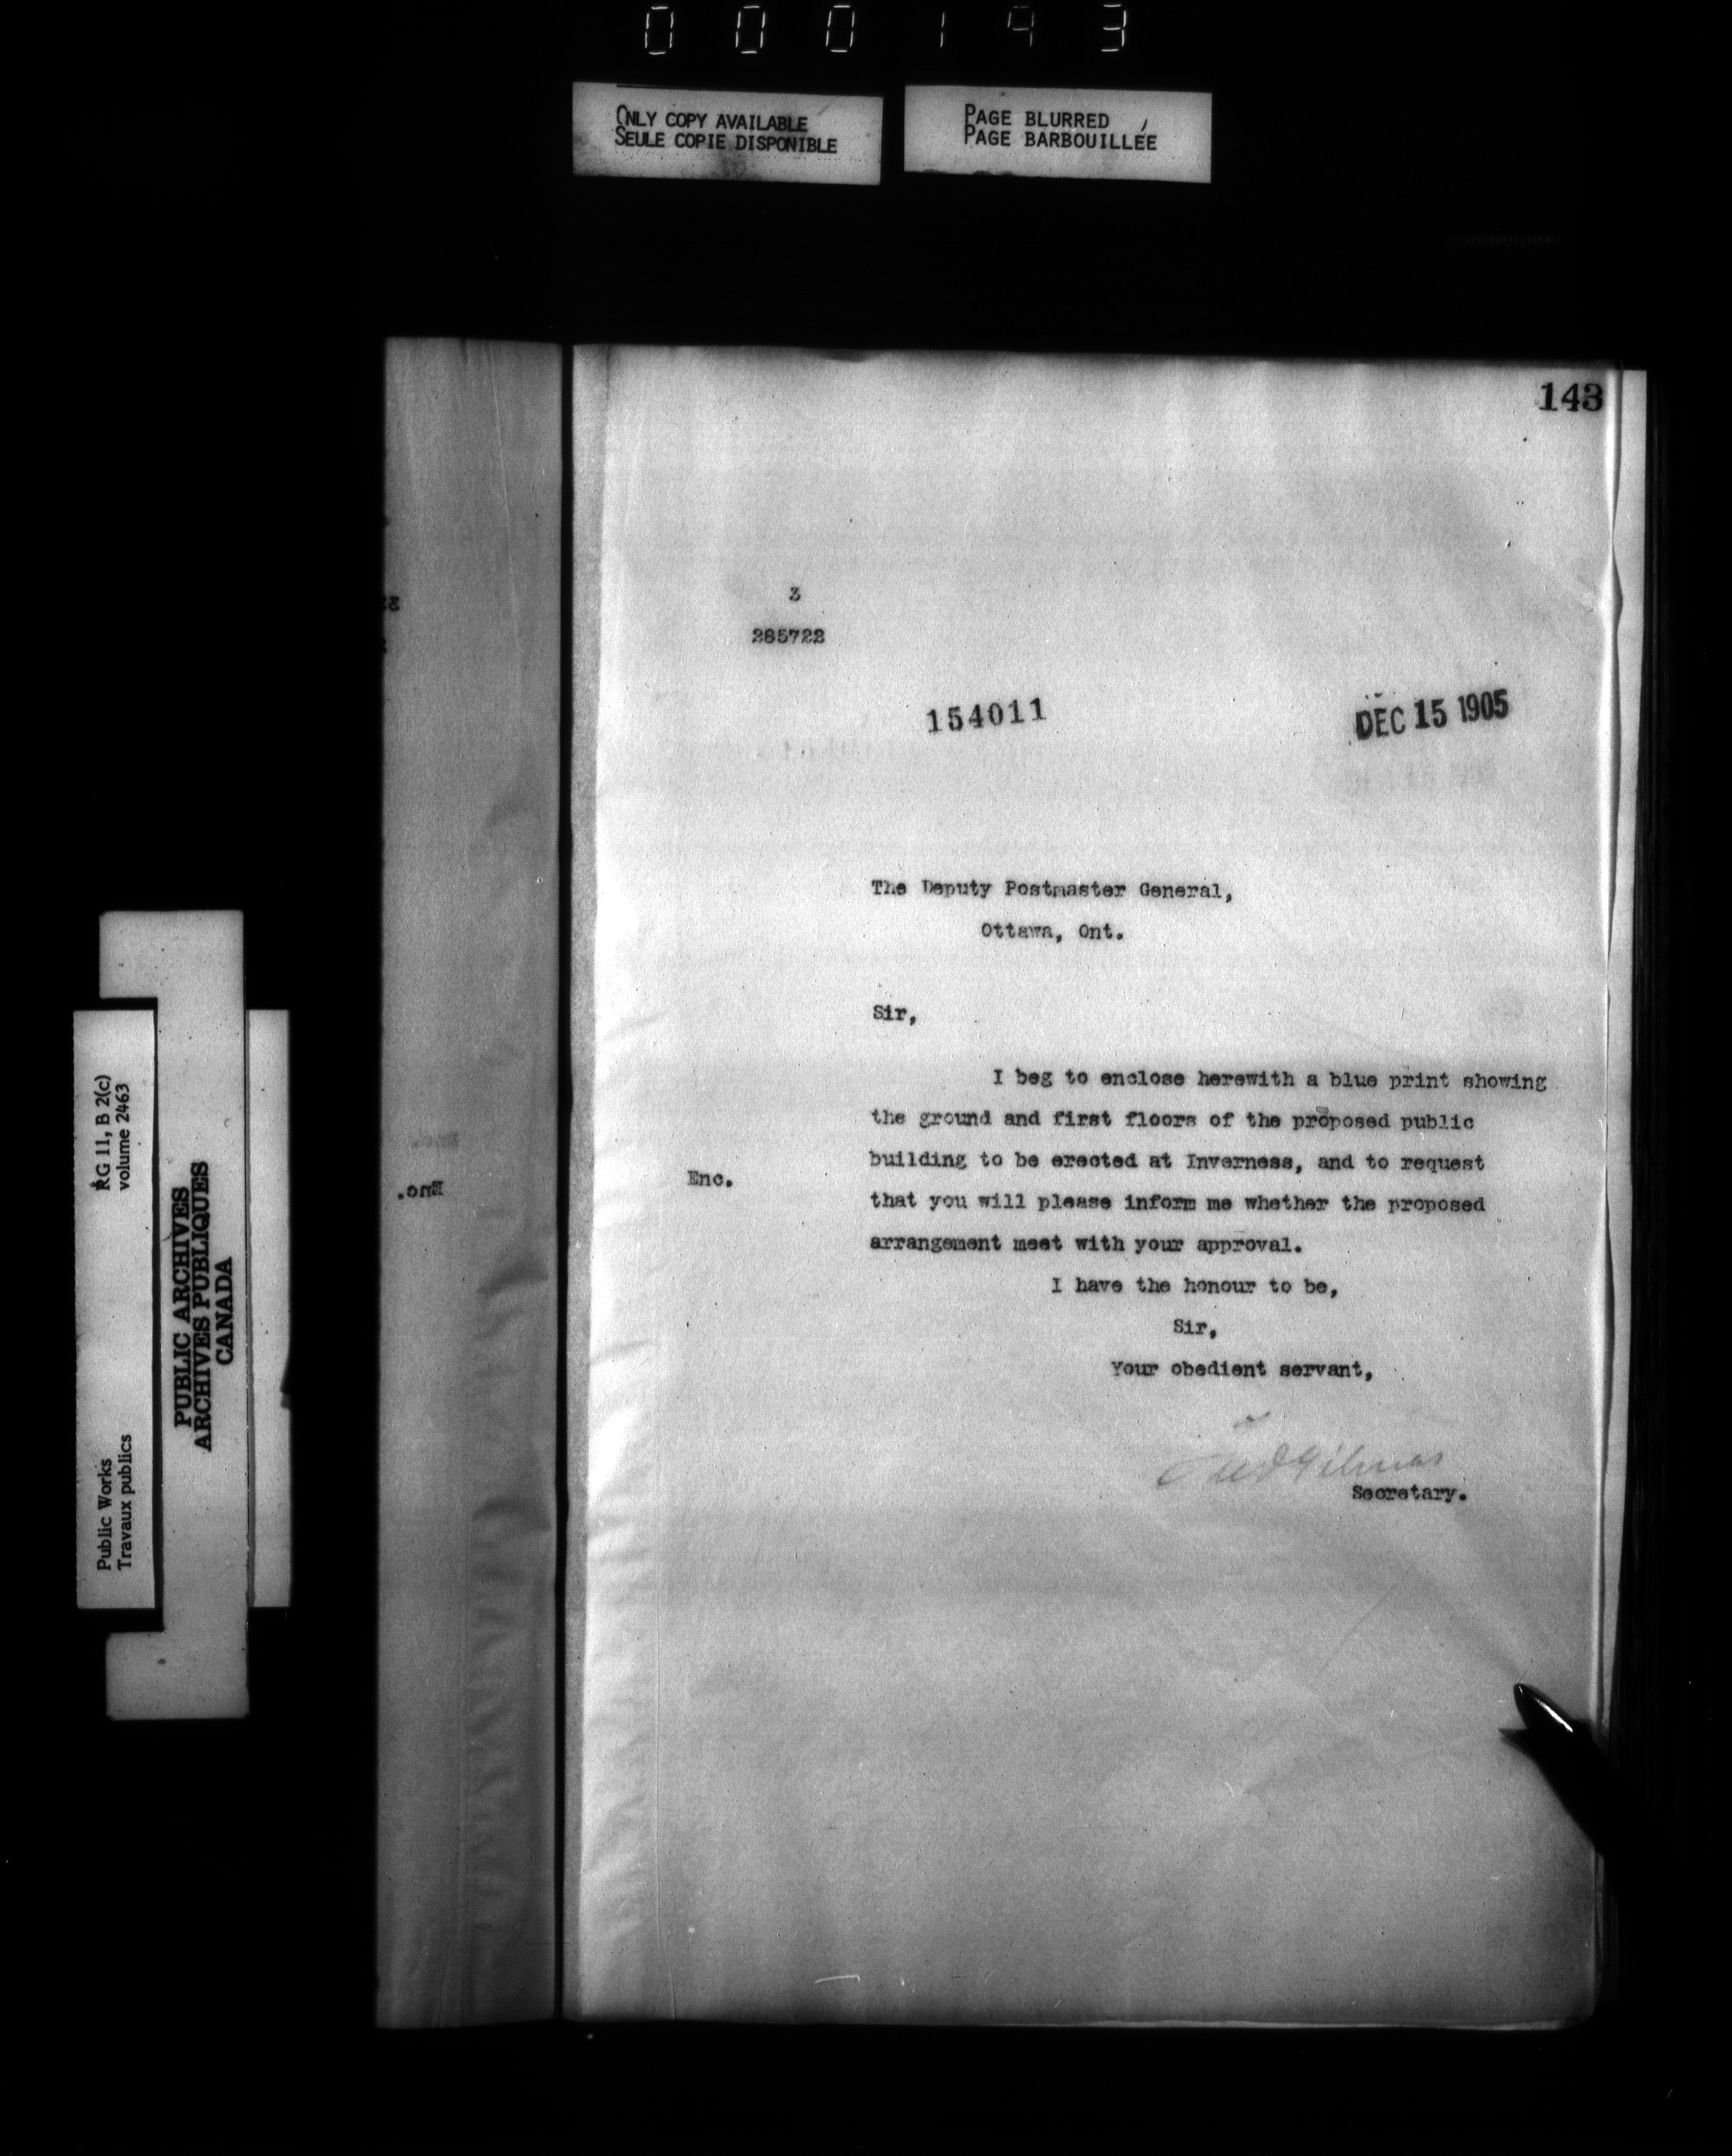 000143
ONLY COPY AVAILABLE
SEULE COPIE DISPONIBLE
PAGE BLURRED
PAGE BARBOUILLÉE
143
3
285722
154011
DEC 15 1905
The Deputy Postmaster General,
Ottawa, Ont.
Sir,
I beg to enclose herewith a blue print showing
the ground and first floors of the proposed public
building to be erected at Inverness, and to request
Enc.
that you will please inform me whether the proposed
arrangement meet with your approval.
I have the honour to be,
Sir,
Your obedient servant,
Secretary.
Enc.
RG 11, B 2(c)
volume 2463
PUBLIC ARCHIVES
ARCHIVES PUBLIQUES
CANADA
Public Works
Travaux publics